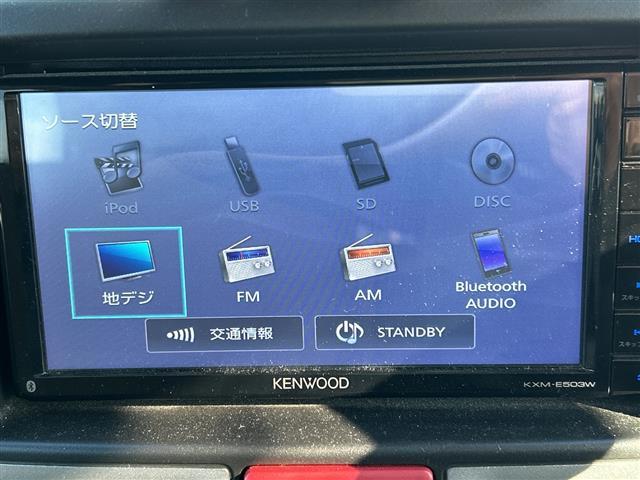 ソース切替
iPod USB SD DISC
地デジ FM AM Bluetooth
AUDIO
交通情報 STANDBY
KENWOOD KXM-E503W